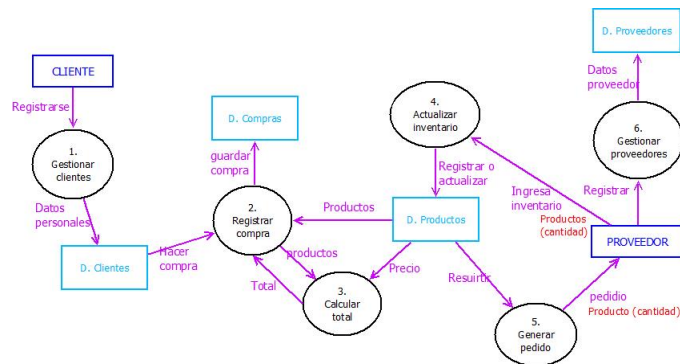 D. Proveedores
CLIENTE
Datos
proveedor
Registrarse
D. Compras
4.
Actualizar
inventario
6.
Gestionar
proveedores
1.
Gestionar
clientes
guardar
compra
Registrar o
actualizar
Ingresa
inventario
Registrar
Datos
personales
2.
Registrar
compra
Productos
D. Productos
Productos
(cantidad)
PROVEEDOR
D. Clientes
Hacer
compra
productos
Total
3.
Calcular
total
Precio
Resuirtir
pedidio
Producto (cantidad)
5.
Generar
pedido